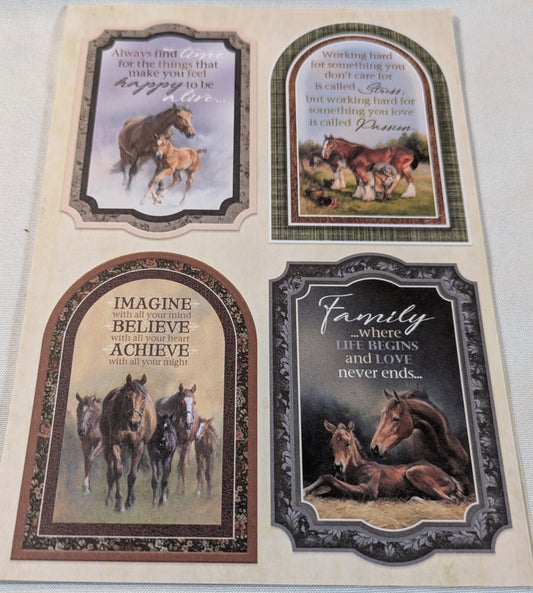 Always find time
for the things that
make you feel
happy to be
alive...
Working hard
for something you
don't care for
is called Stress,
but working hard for
something you love
is called Passion
IMAGINE
with all your mind
BELIEVE
with all your heart
ACHIEVE
with all your might
Family
...where
LIFE BEGINS
and LOVE
never ends...